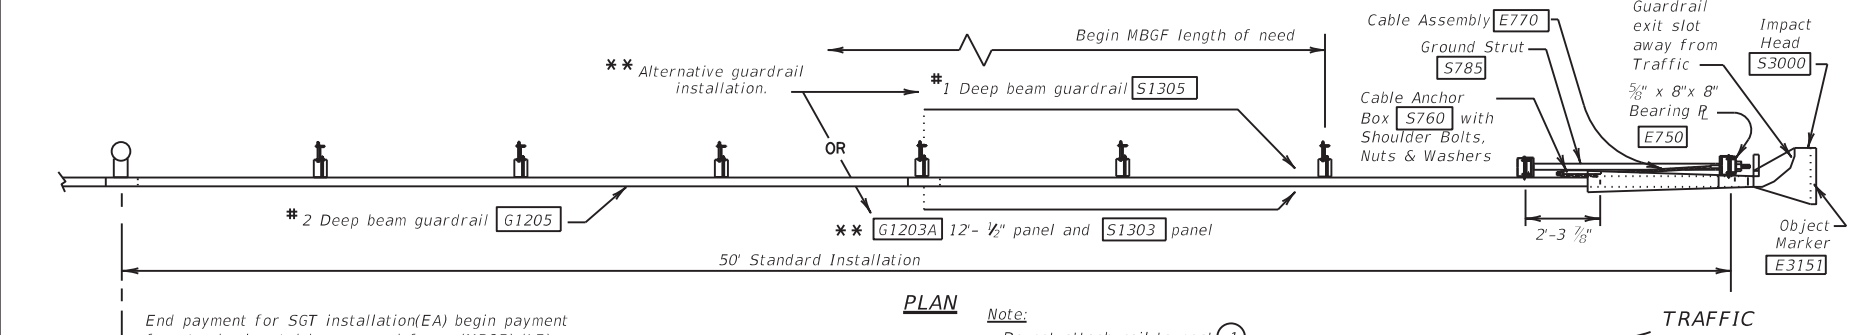 Cable Assembly E770
Ground Strut
S785
Cable Anchor
Box S760 with
Shoulder Bolts,
Nuts & Washers
Guardrail
exit slot
away from
Traffic
Impact
Head
S3000
⅝" x 8"x 8"
Bearing ℄
E750
Begin MBGF length of need
** Alternative guardrail
installation.
#1 Deep beam guardrail S1305
OR
#2 Deep beam guardrail G1205
** G1203A 12'- ½" panel and S1303 panel
2'-3 ⅞"
Object
Marker
E3151
50' Standard Installation
PLAN
Note:
1
TRAFFIC
End payment for SGT installation(EA) begin payment